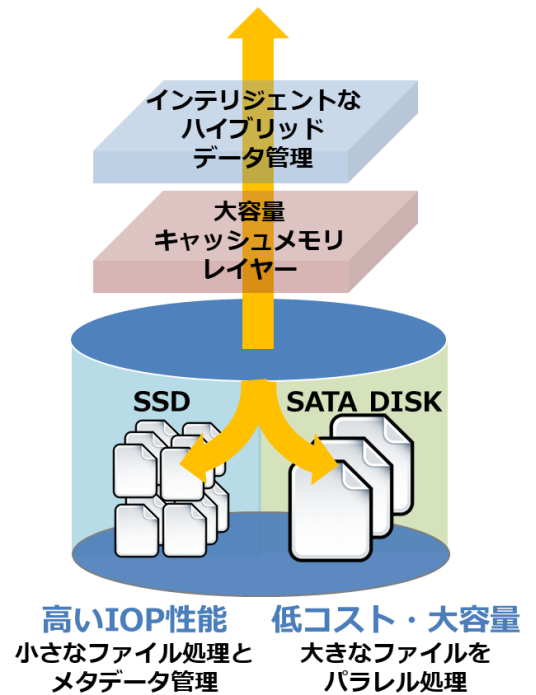 インテリジェントな
ハイブリッド
データ管理
大容量
キャッシュメモリ
レイヤー
SSD
SATA DISK
高いIOP性能
小さなファイル処理と
メタデータ管理
低コスト・大容量
大きなファイルを
パラレル処理